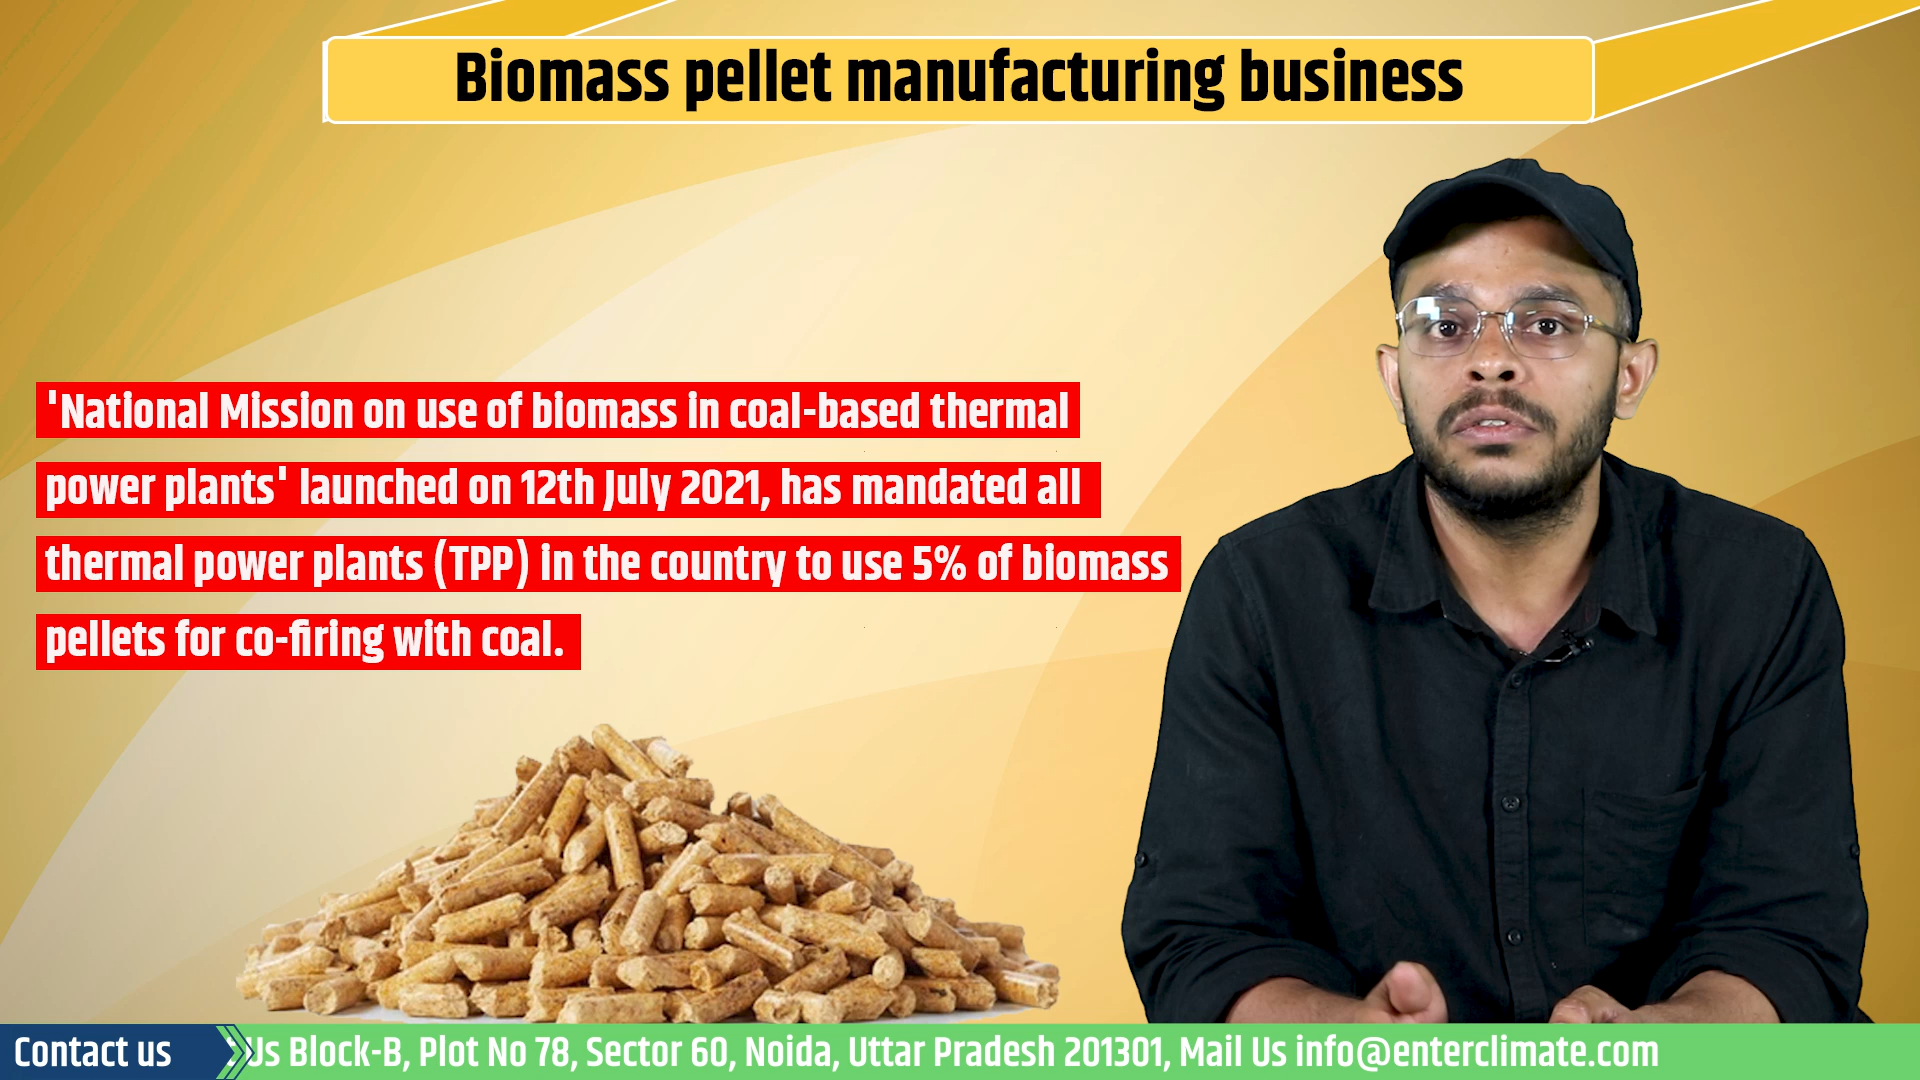 Biomass pellet manufacturing business
'National Mission on use of biomass in coal-based thermal
power plants' launched on 12th July 2021, has mandated all
thermal power plants (TPP) in the country to use 5% of biomass
pellets for co-firing with coal.
Contact us Us Block-B, Plot No 78, Sector 60, Noida, Uttar Pradesh 201301, Mail Us info@enterclimate.com